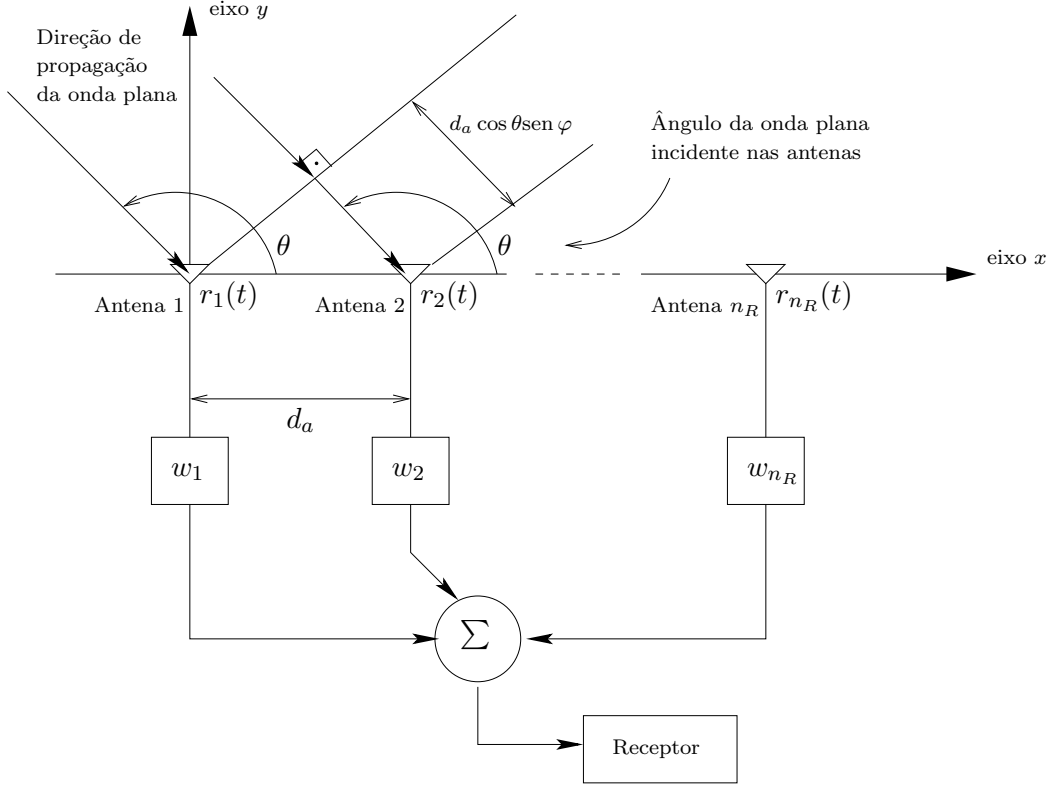 eixo y
Direção de
propagação
da onda plana
d_a cos θsen φ
Ângulo da onda plana
incidente nas antenas
θ
θ
eixo x
Antena 1
r_1(t)
Antena 2
r_2(t)
Antena n_R
r_{n_R}(t)
d_a
w_1
w_2
w_{n_R}
Σ
Receptor